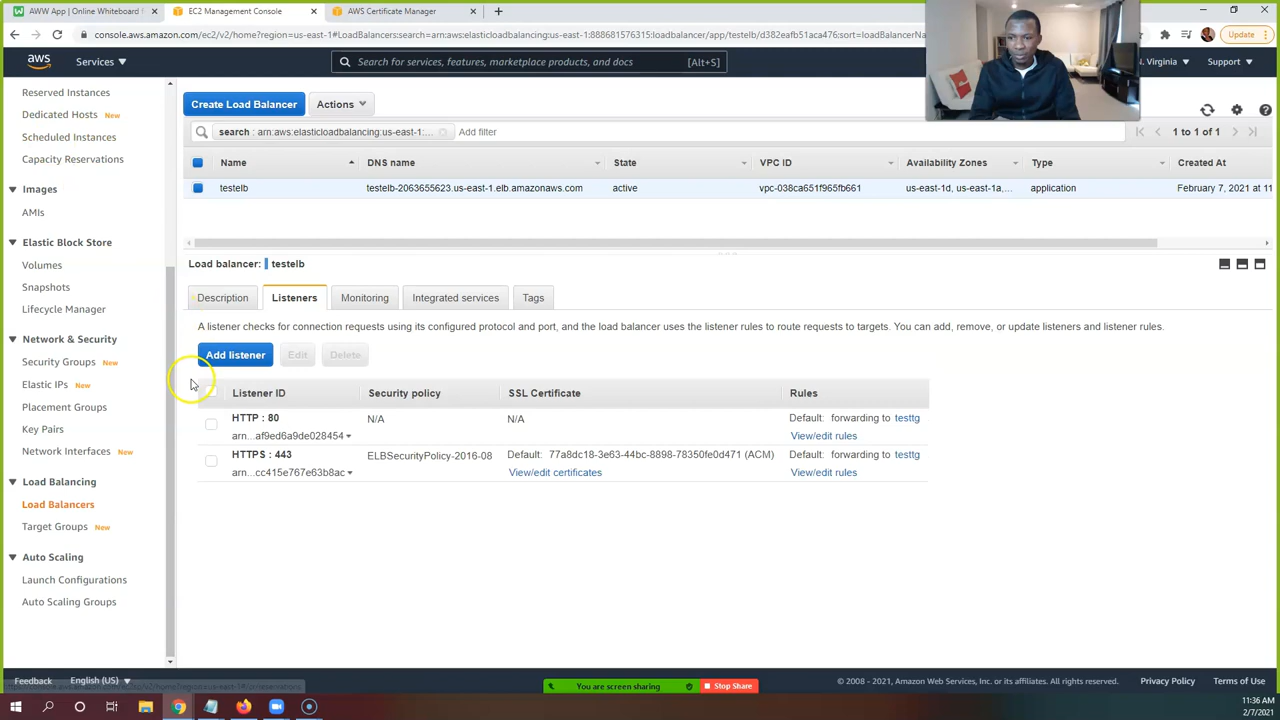 AWW App | Online Whiteboard
EC2 Management Console
AWS Certificate Manager
console.aws.amazon.com/ec2/v2/home?region=us-east-1#LoadBalancers:search=arn:aws:elasticloadbalancing:us-east-1:888681576315:loadbalancer/app/testelb/d382eafb51aca476;sort=loadBalancerNa
Update
aws
Services
Search for services, features, marketplace products, and docs
[Alt+S]
N. Virginia
Support
Reserved Instances
Dedicated Hosts New
Scheduled Instances
Capacity Reservations
Images
AMIs
Elastic Block Store
Volumes
Snapshots
Lifecycle Manager
Network & Security
Security Groups New
Elastic IPs New
Placement Groups
Key Pairs
Network Interfaces New
Load Balancing
Load Balancers
Target Groups New
Auto Scaling
Launch Configurations
Auto Scaling Groups
Create Load Balancer
Actions
search : arn:aws:elasticloadbalancing:us-east-1:...
Add filter
1 to 1 of 1
Name DNS name State VPC ID Availability Zones Type Created At
testelb testelb-2063655623.us-east-1.elb.amazonaws.com active vpc-038ca651f965fb661 us-east-1d, us-east-1a,... application February 7, 2021 at 11
Load balancer: testelb
Description Listeners Monitoring Integrated services Tags
A listener checks for connection requests using its configured protocol and port, and the load balancer uses the listener rules to route requests to targets. You can add, remove, or update listeners and listener rules.
Add listener Edit Delete
Listener ID Security policy SSL Certificate Rules
HTTP : 80 N/A N/A Default: forwarding to testtg
arn...af9ed6a9de028454 View/edit rules
HTTPS : 443 ELBSecurityPolicy-2016-08 Default: 77a8dc18-3e63-44bc-8898-78350fe0d471 (ACM) Default: forwarding to testtg
arn...cc415e767e63b8ac View/edit certificates View/edit rules
Feedback English (US)
© 2008 - 2021, Amazon Web Services, Inc. or its affiliates. All rights reserved.
Privacy Policy Terms of Use
You are screen sharing Stop Share
11:36 AM
2/7/2021